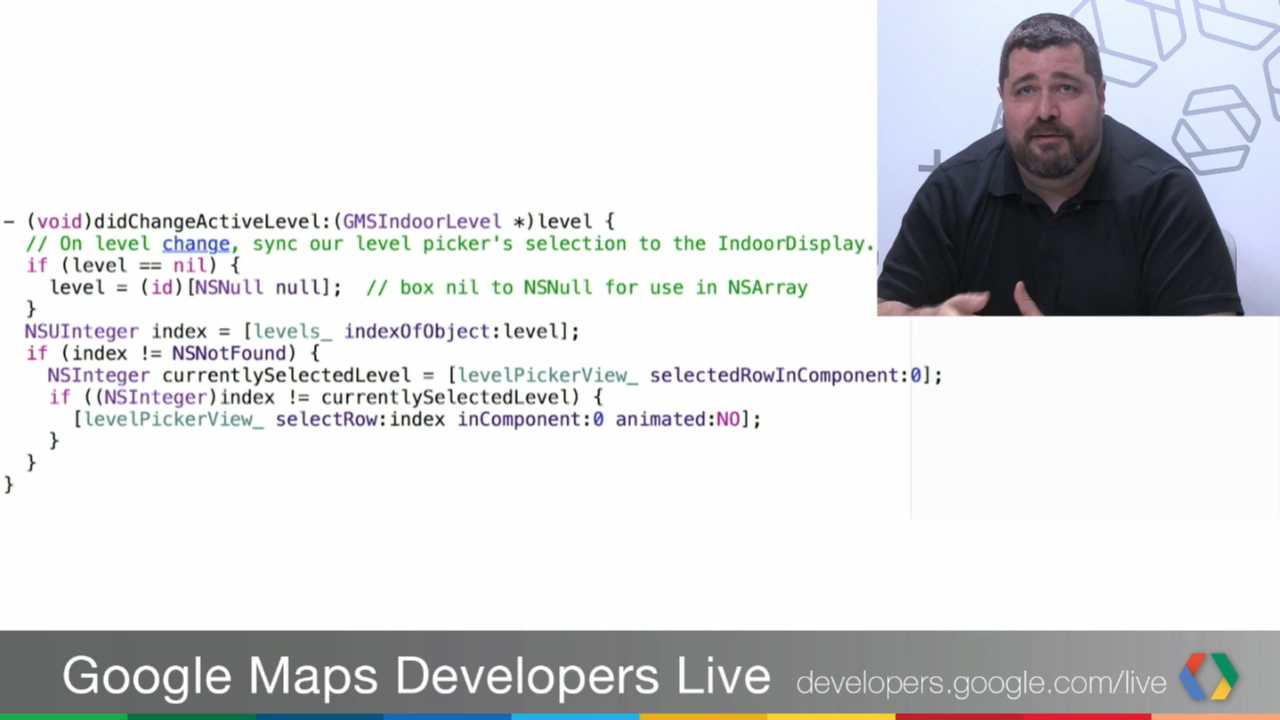 - (void)didChangeActiveLevel:(GMSIndoorLevel *)level {
// On level change, sync our level picker's selection to the IndoorDisplay.
if (level == nil) {
level = (id)[NSNull null];  // box nil to NSNull for use in NSArray
}
NSUInteger index = [levels_ indexOfObject:level];
if (index != NSNotFound) {
NSInteger currentlySelectedLevel = [levelPickerView_ selectedRowInComponent:0];
if ((NSInteger)index != currentlySelectedLevel) {
[levelPickerView_ selectRow:index inComponent:0 animated:NO];
}
}
}
Google Maps Developers Live
developers.google.com/live